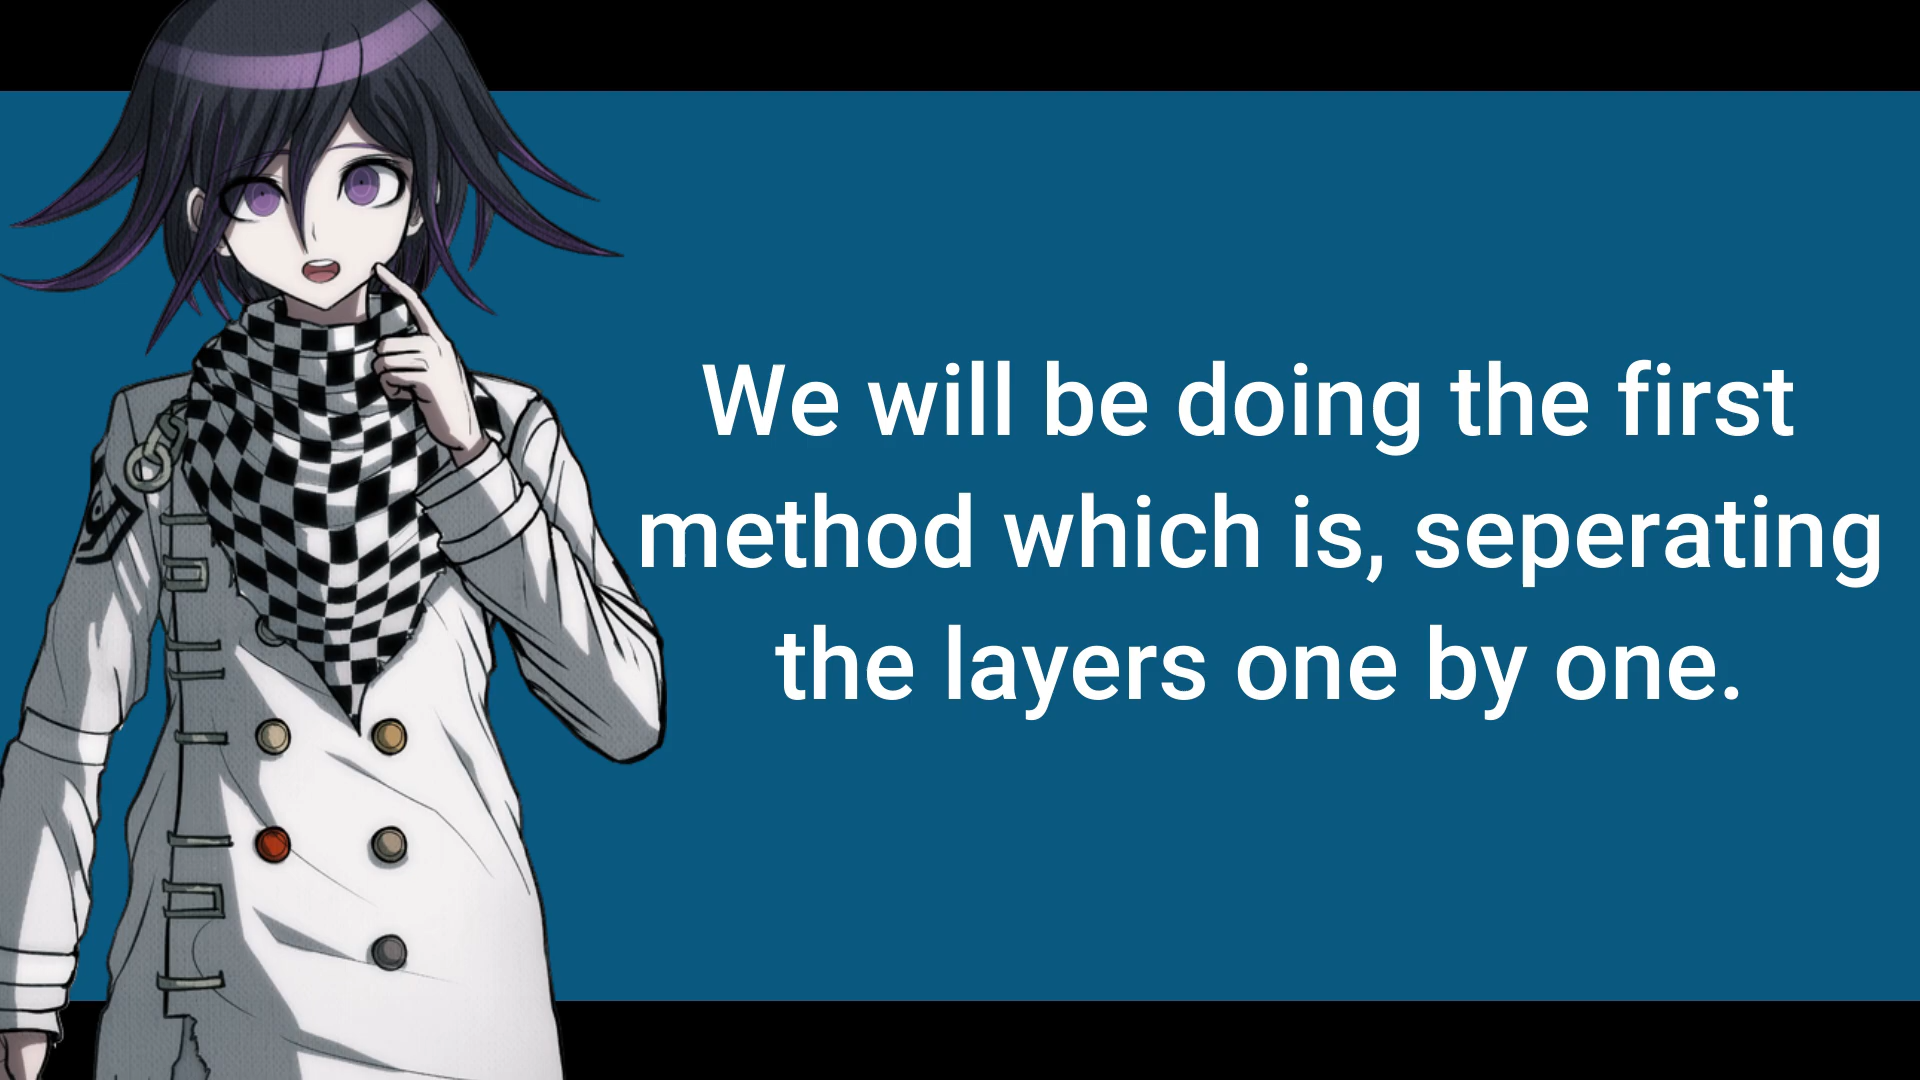 We will be doing the first
method which is, seperating
the layers one by one.